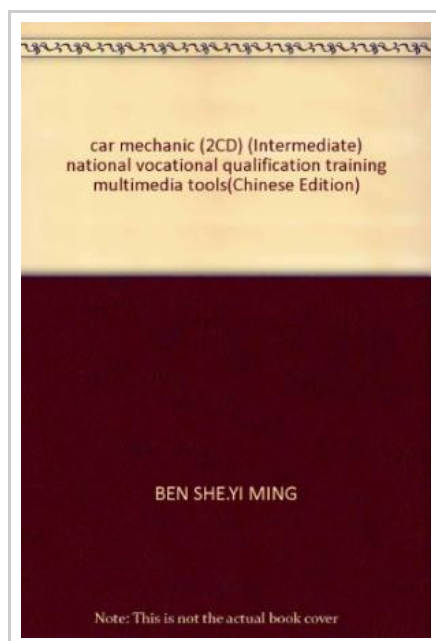 car mechanic (2CD) (Intermediate)
national vocational qualification training
multimedia tools(Chinese Edition)
BEN SHE.YI MING
Note: This is not the actual book cover